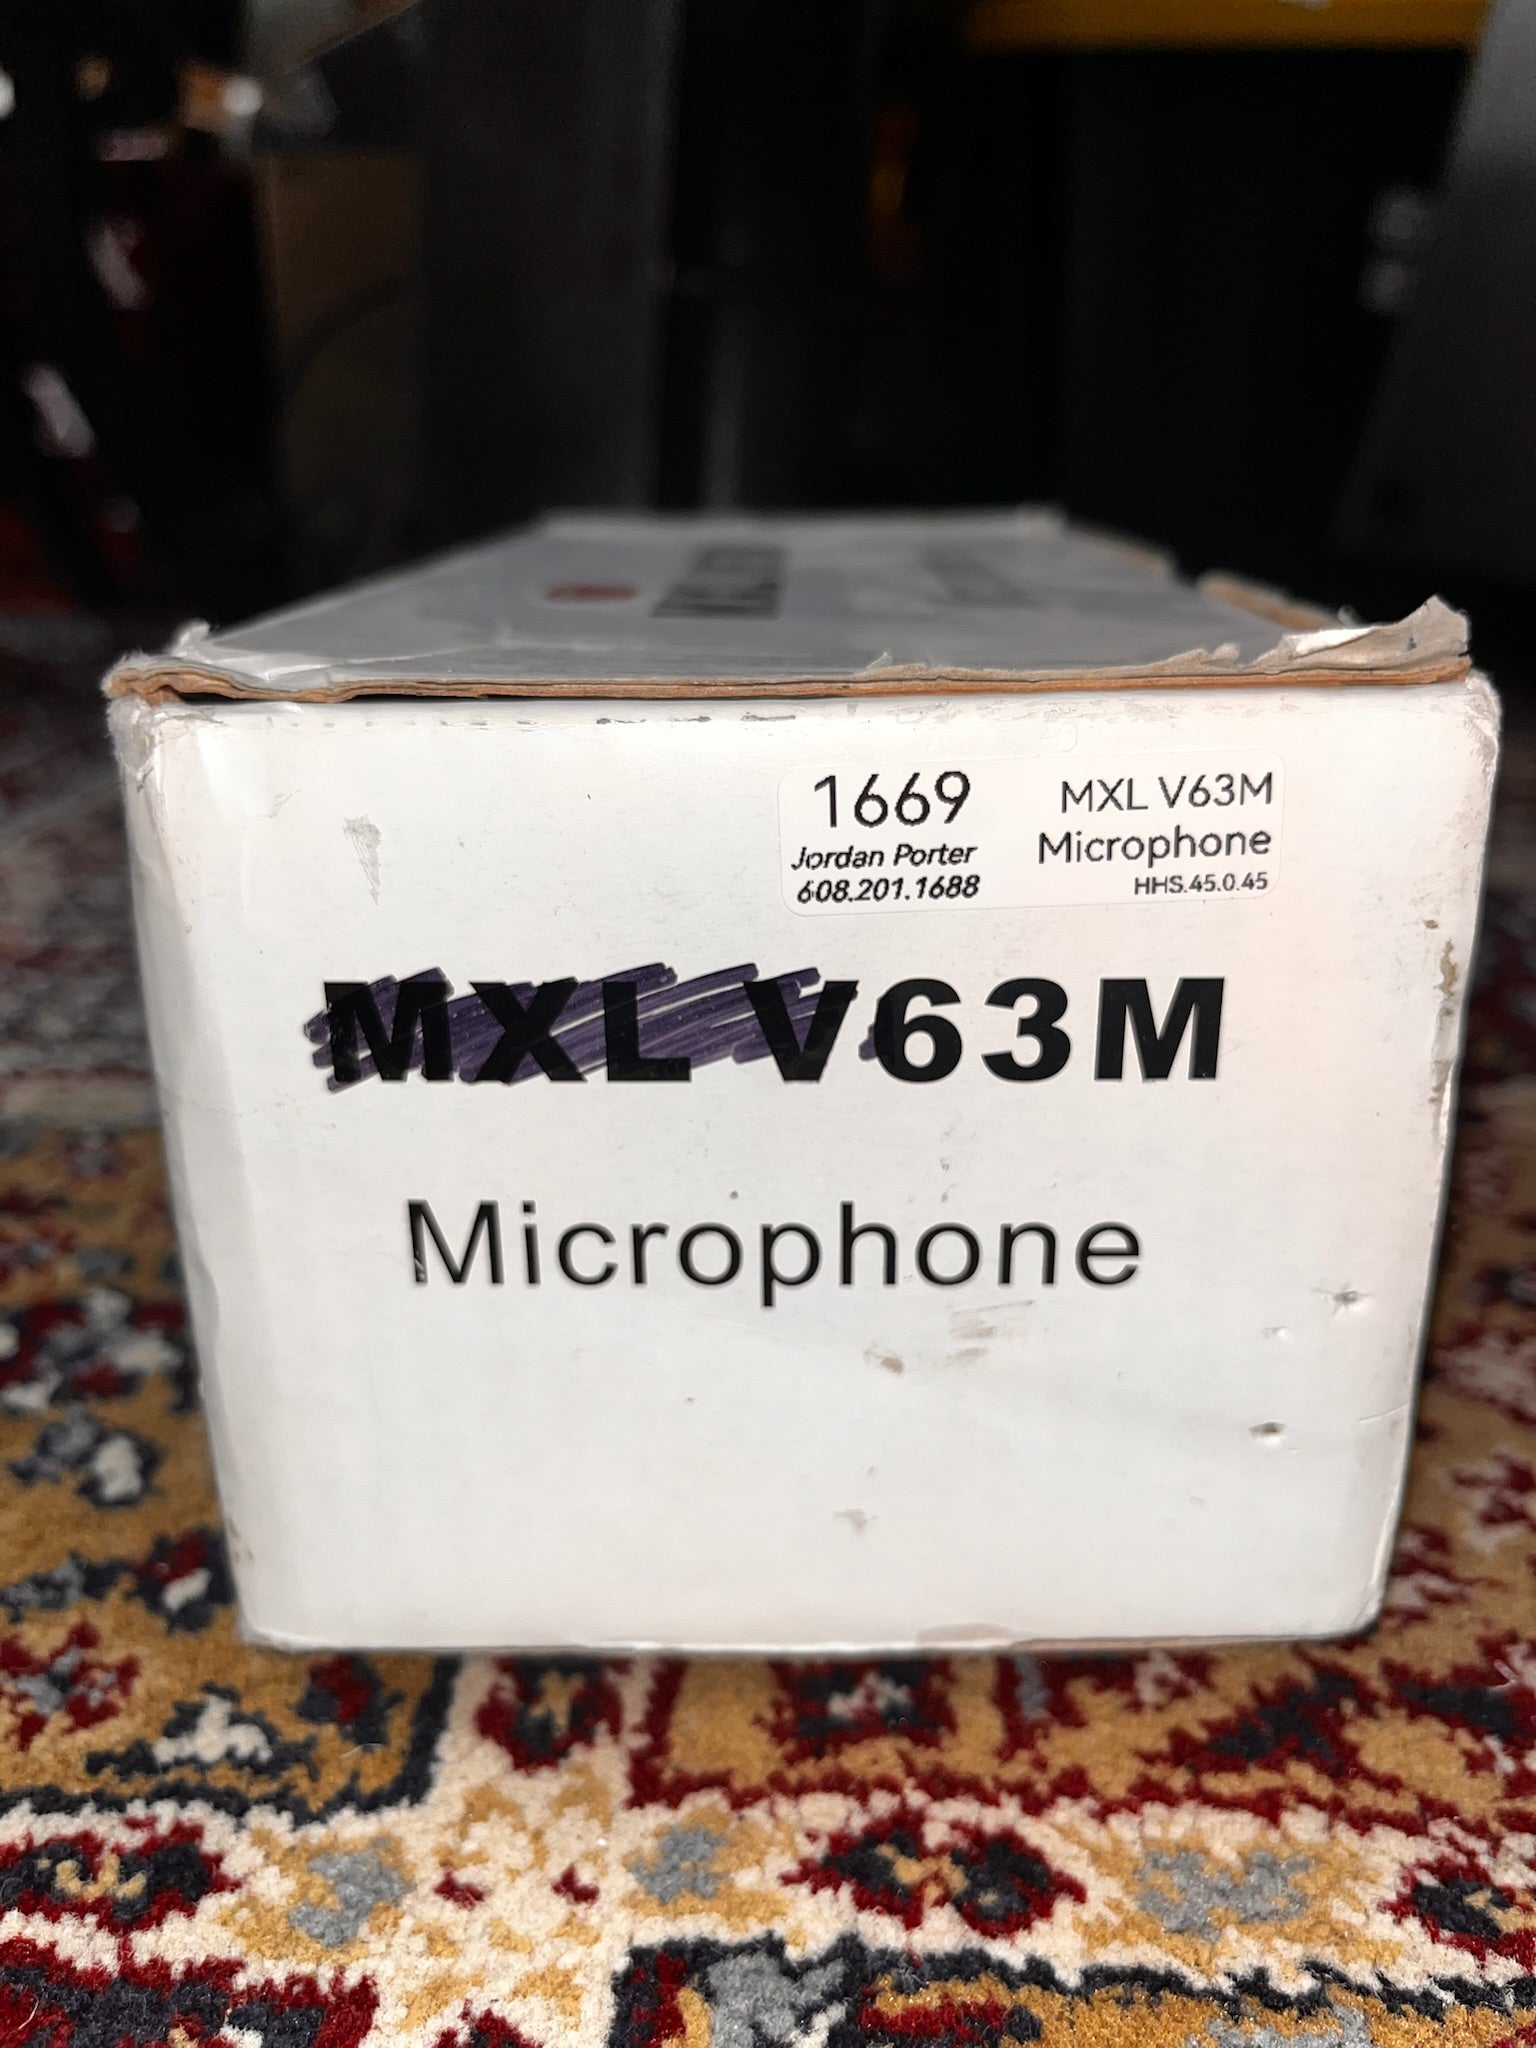 1669
Jordan Porter
608.201.1688
MXL V63M
Microphone
HHS.45.0.45
MXL V63M
Microphone